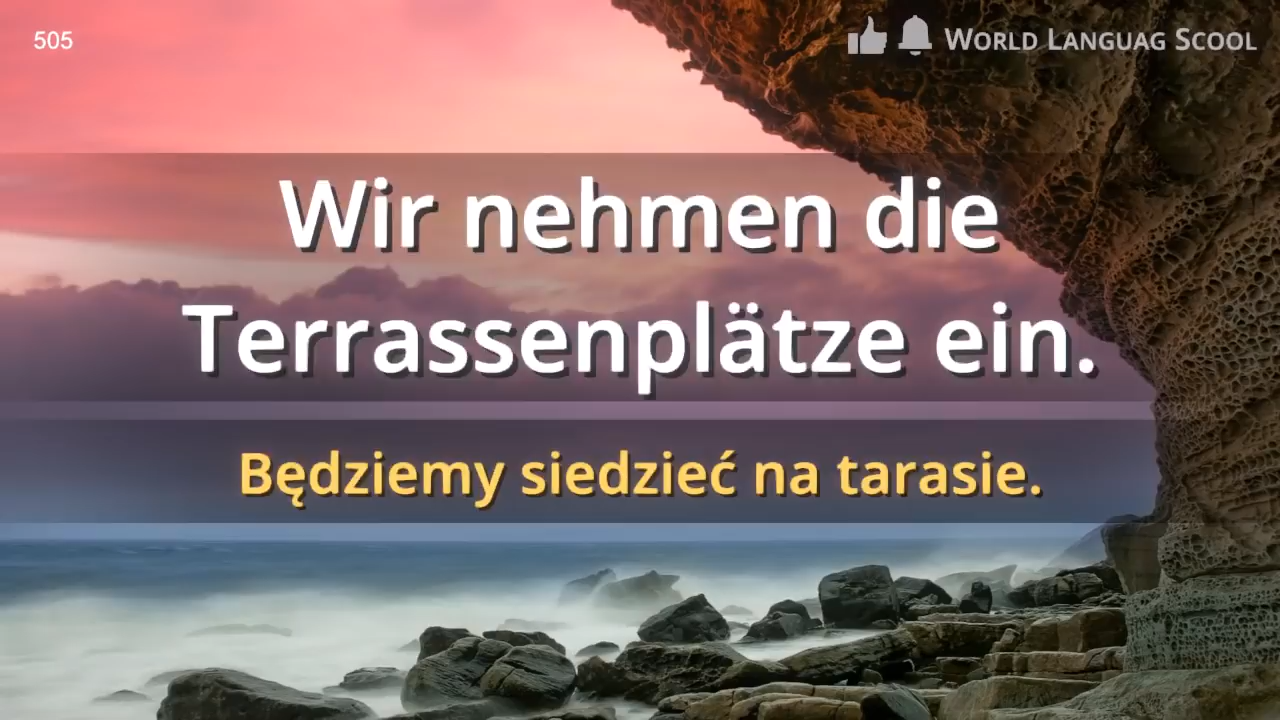 505
World Languag Scool
Wir nehmen die
Terrassenplätze ein.
Będziemy siedzieć na tarasie.